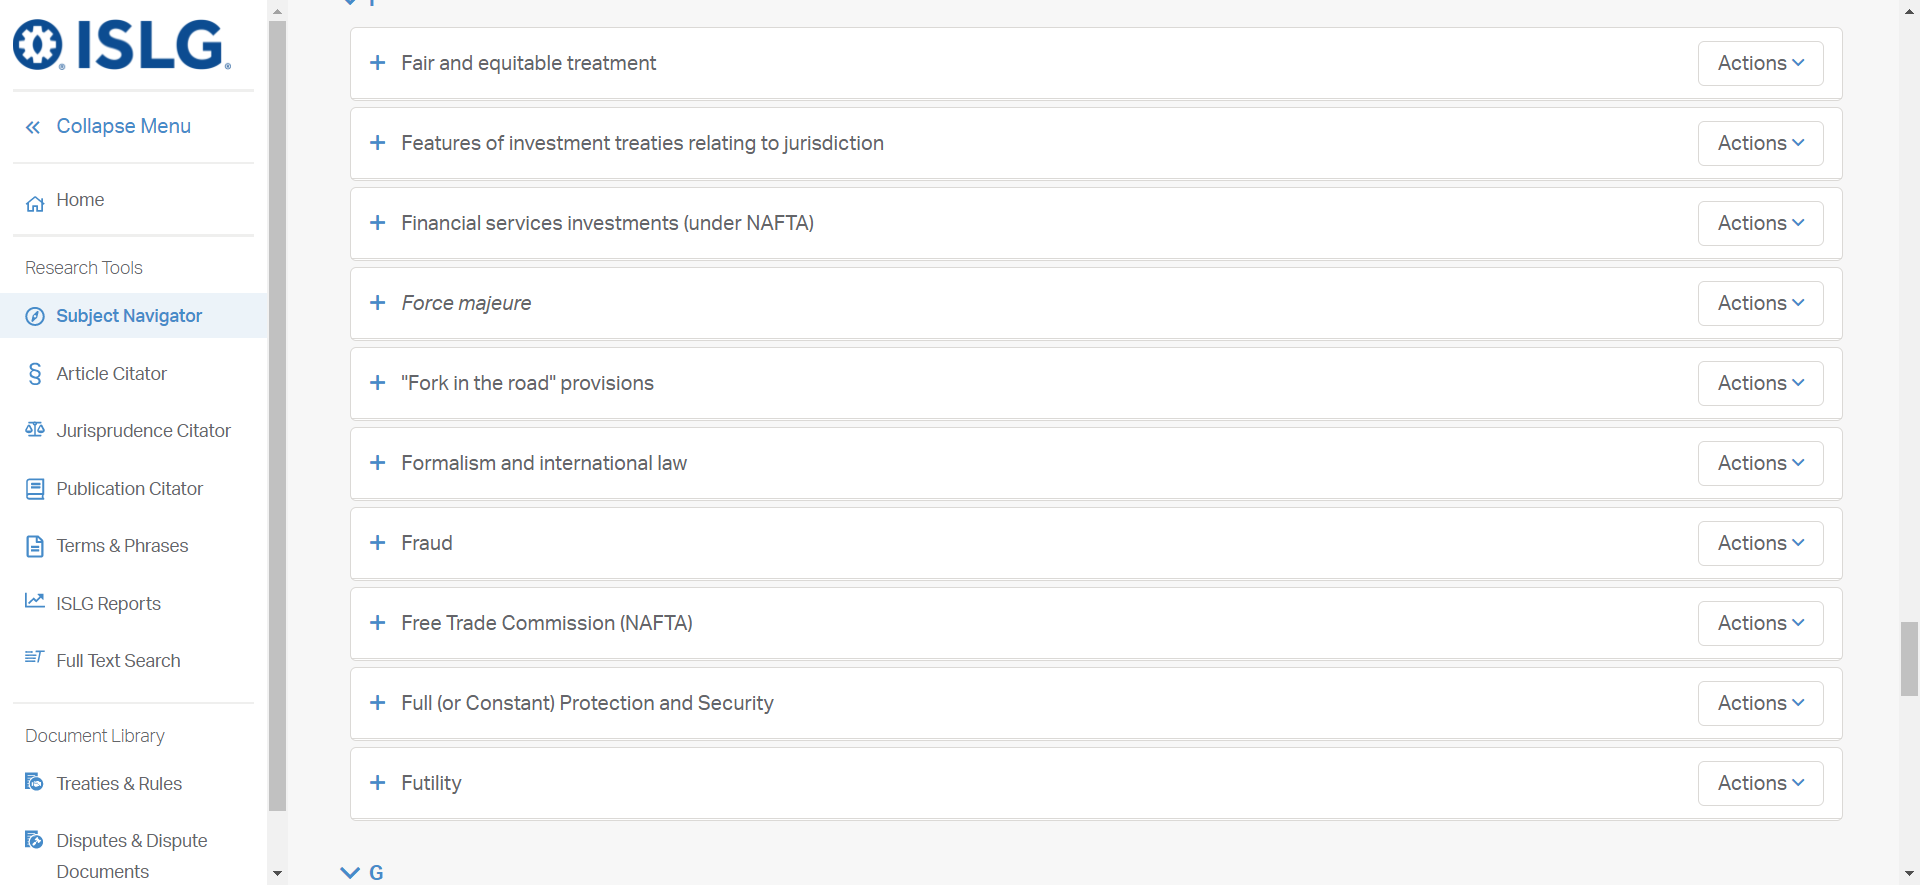 ISLG
Collapse Menu
Home
Research Tools
Subject Navigator
Article Citator
Jurisprudence Citator
Publication Citator
Terms & Phrases
ISLG Reports
Full Text Search
Document Library
Treaties & Rules
Disputes & Dispute
Documents
Fair and equitable treatment Actions
Features of investment treaties relating to jurisdiction Actions
Financial services investments (under NAFTA) Actions
Force majeure Actions
"Fork in the road" provisions Actions
Formalism and international law Actions
Fraud Actions
Free Trade Commission (NAFTA) Actions
Full (or Constant) Protection and Security Actions
Futility Actions
G